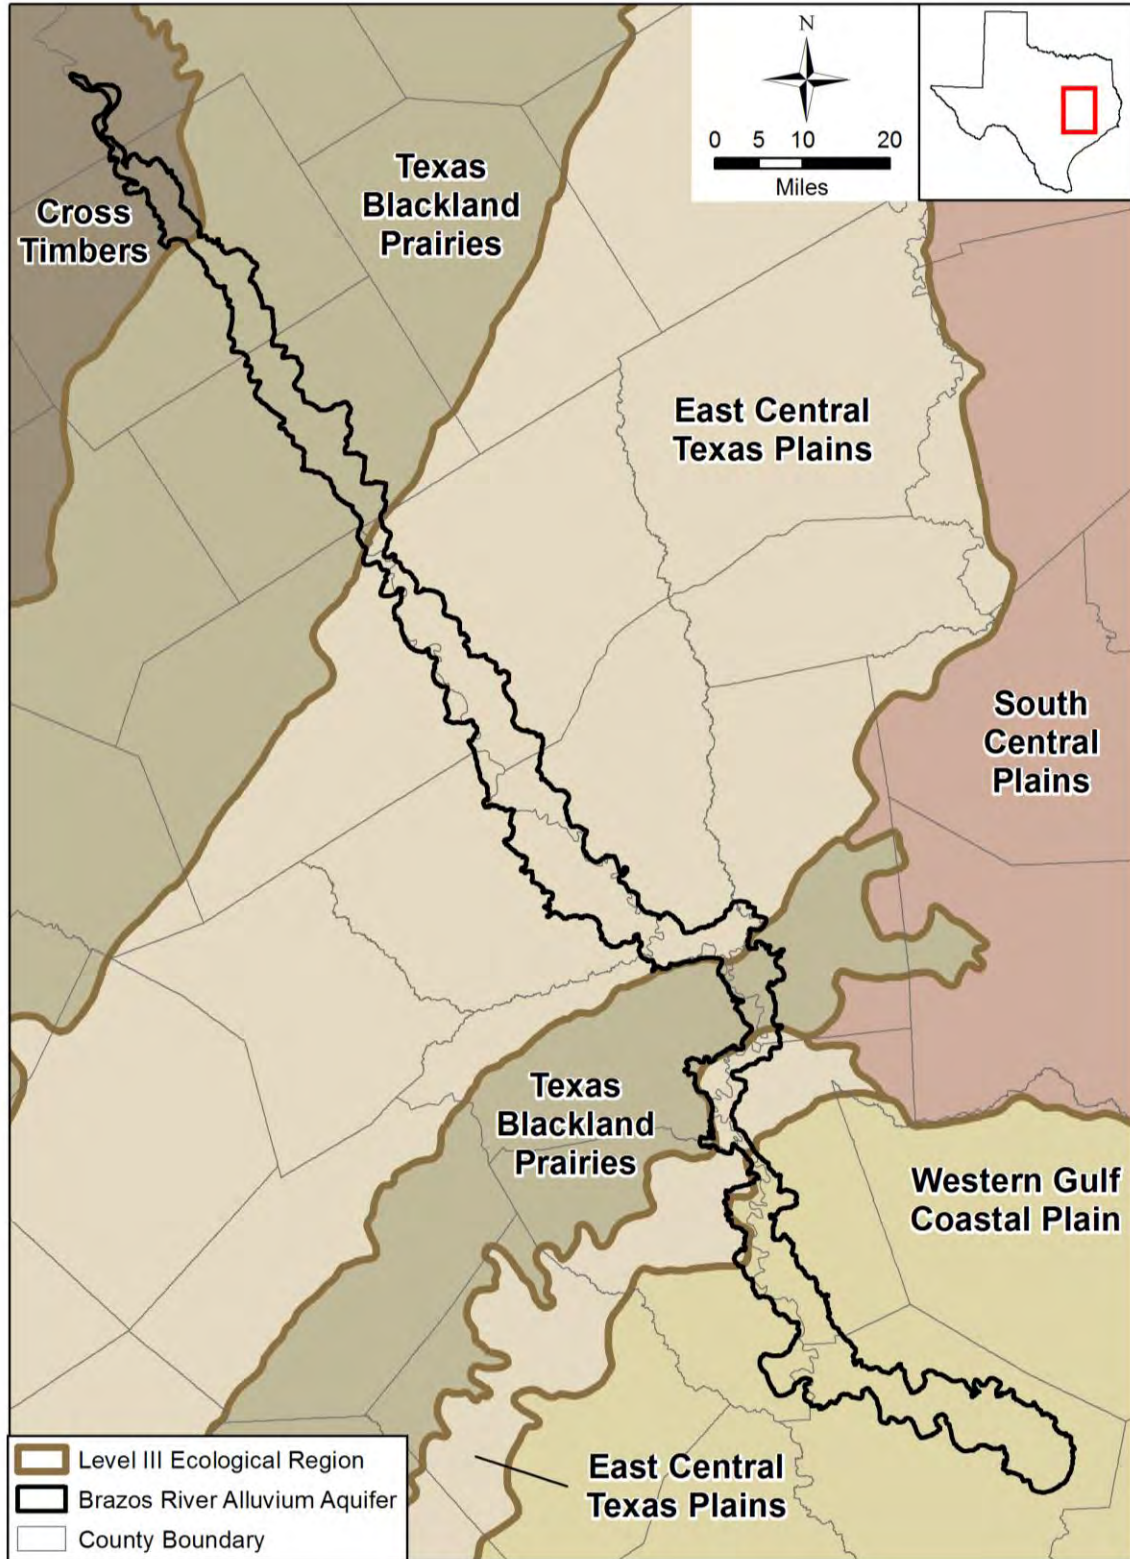 N
0 5 10 20
Miles
Texas
Blackland
Prairies
Cross
Timbers
East Central
Texas Plains
South
Central
Plains
Texas
Blackland
Prairies
Western Gulf
Coastal Plain
East Central
Texas Plains
Level III Ecological Region
Brazos River Alluvium Aquifer
County Boundary